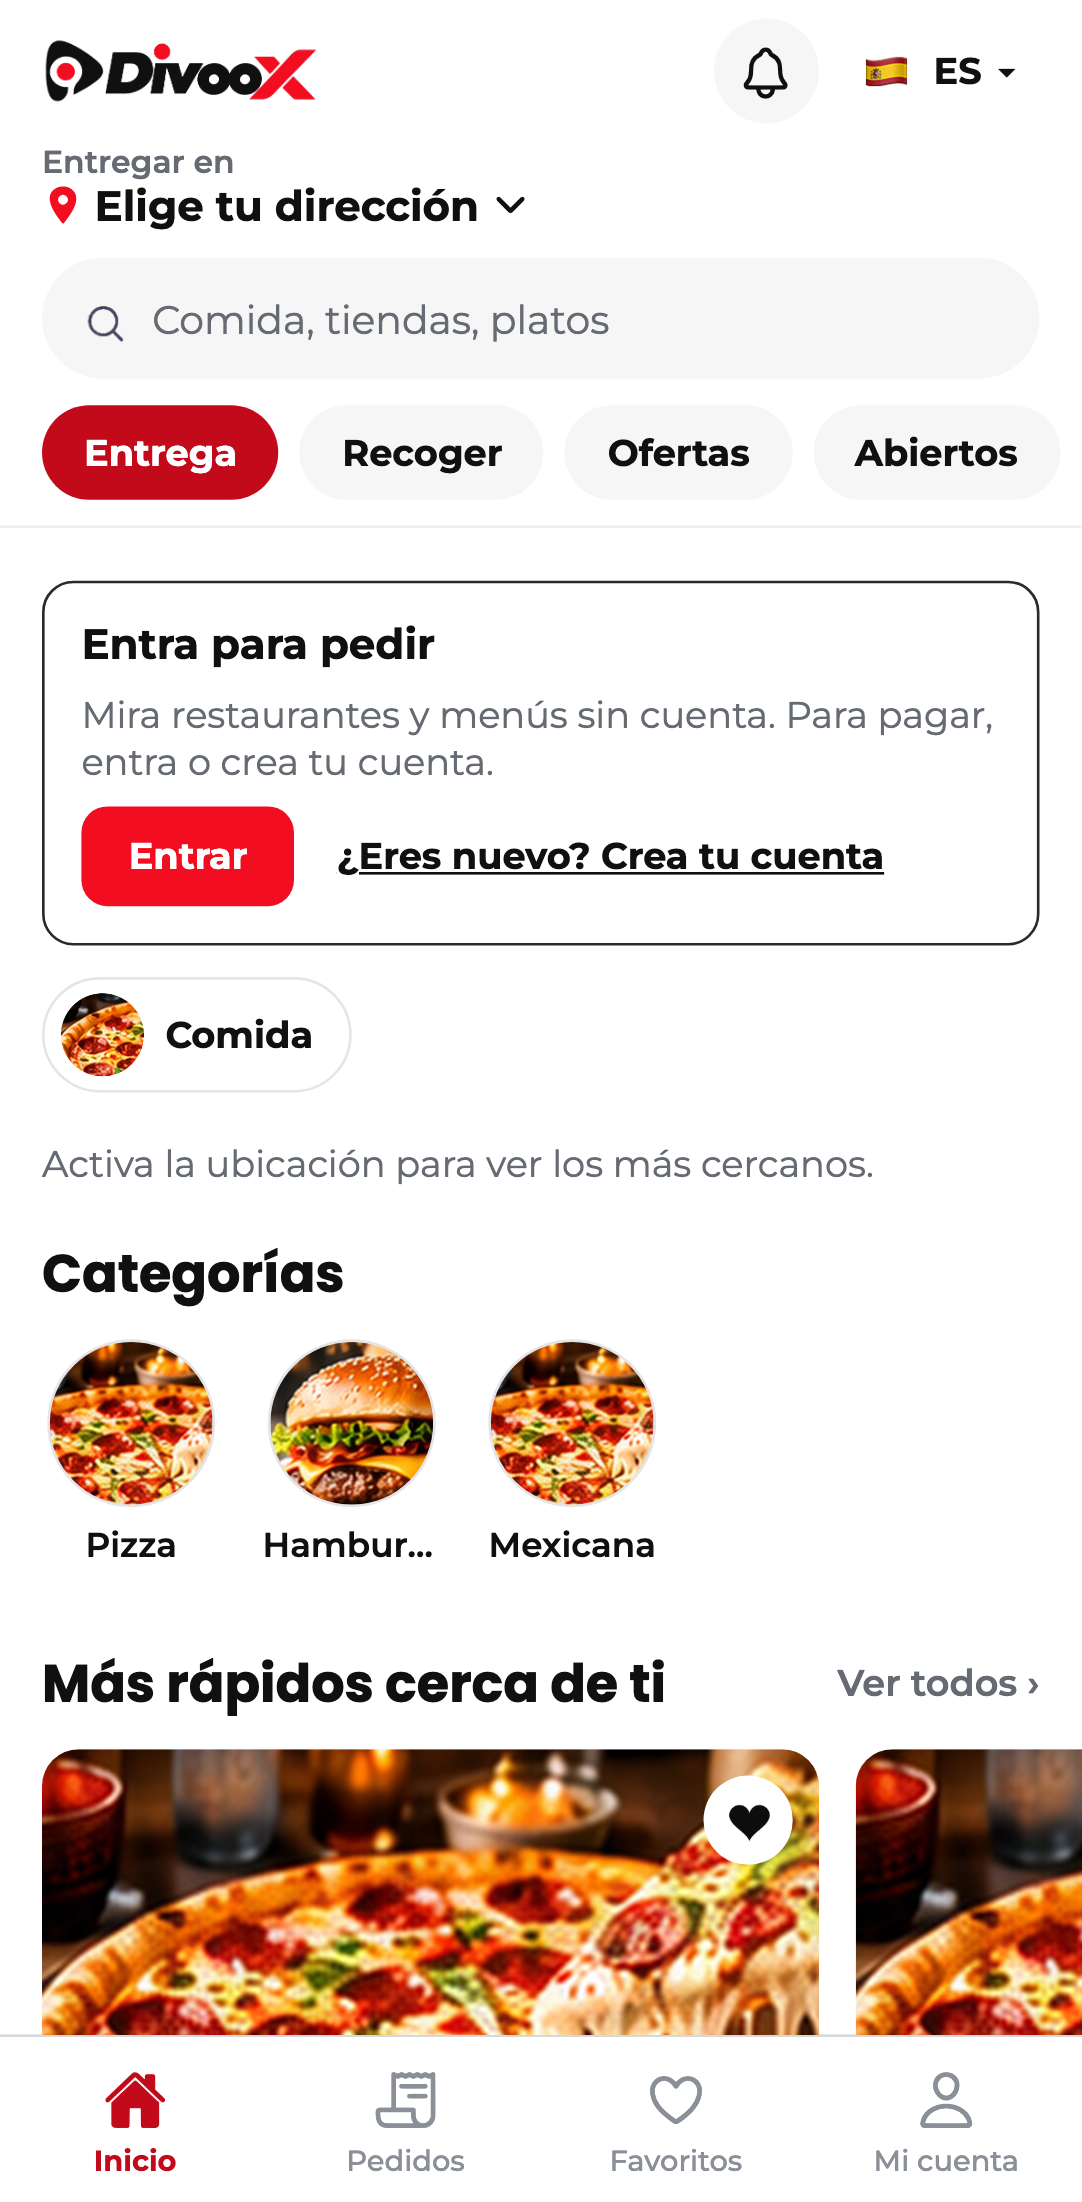 DivooX
ES
Entregar en
Elige tu dirección
Comida, tiendas, platos
Entrega
Recoger
Ofertas
Abiertos
Entra para pedir
Mira restaurantes y menús sin cuenta. Para pagar,
entra o crea tu cuenta.
Entrar
¿Eres nuevo? Crea tu cuenta
Comida
Activa la ubicación para ver los más cercanos.
Categorías
Pizza
Hambur...
Mexicana
Más rápidos cerca de ti
Ver todos ›
Inicio
Pedidos
Favoritos
Mi cuenta